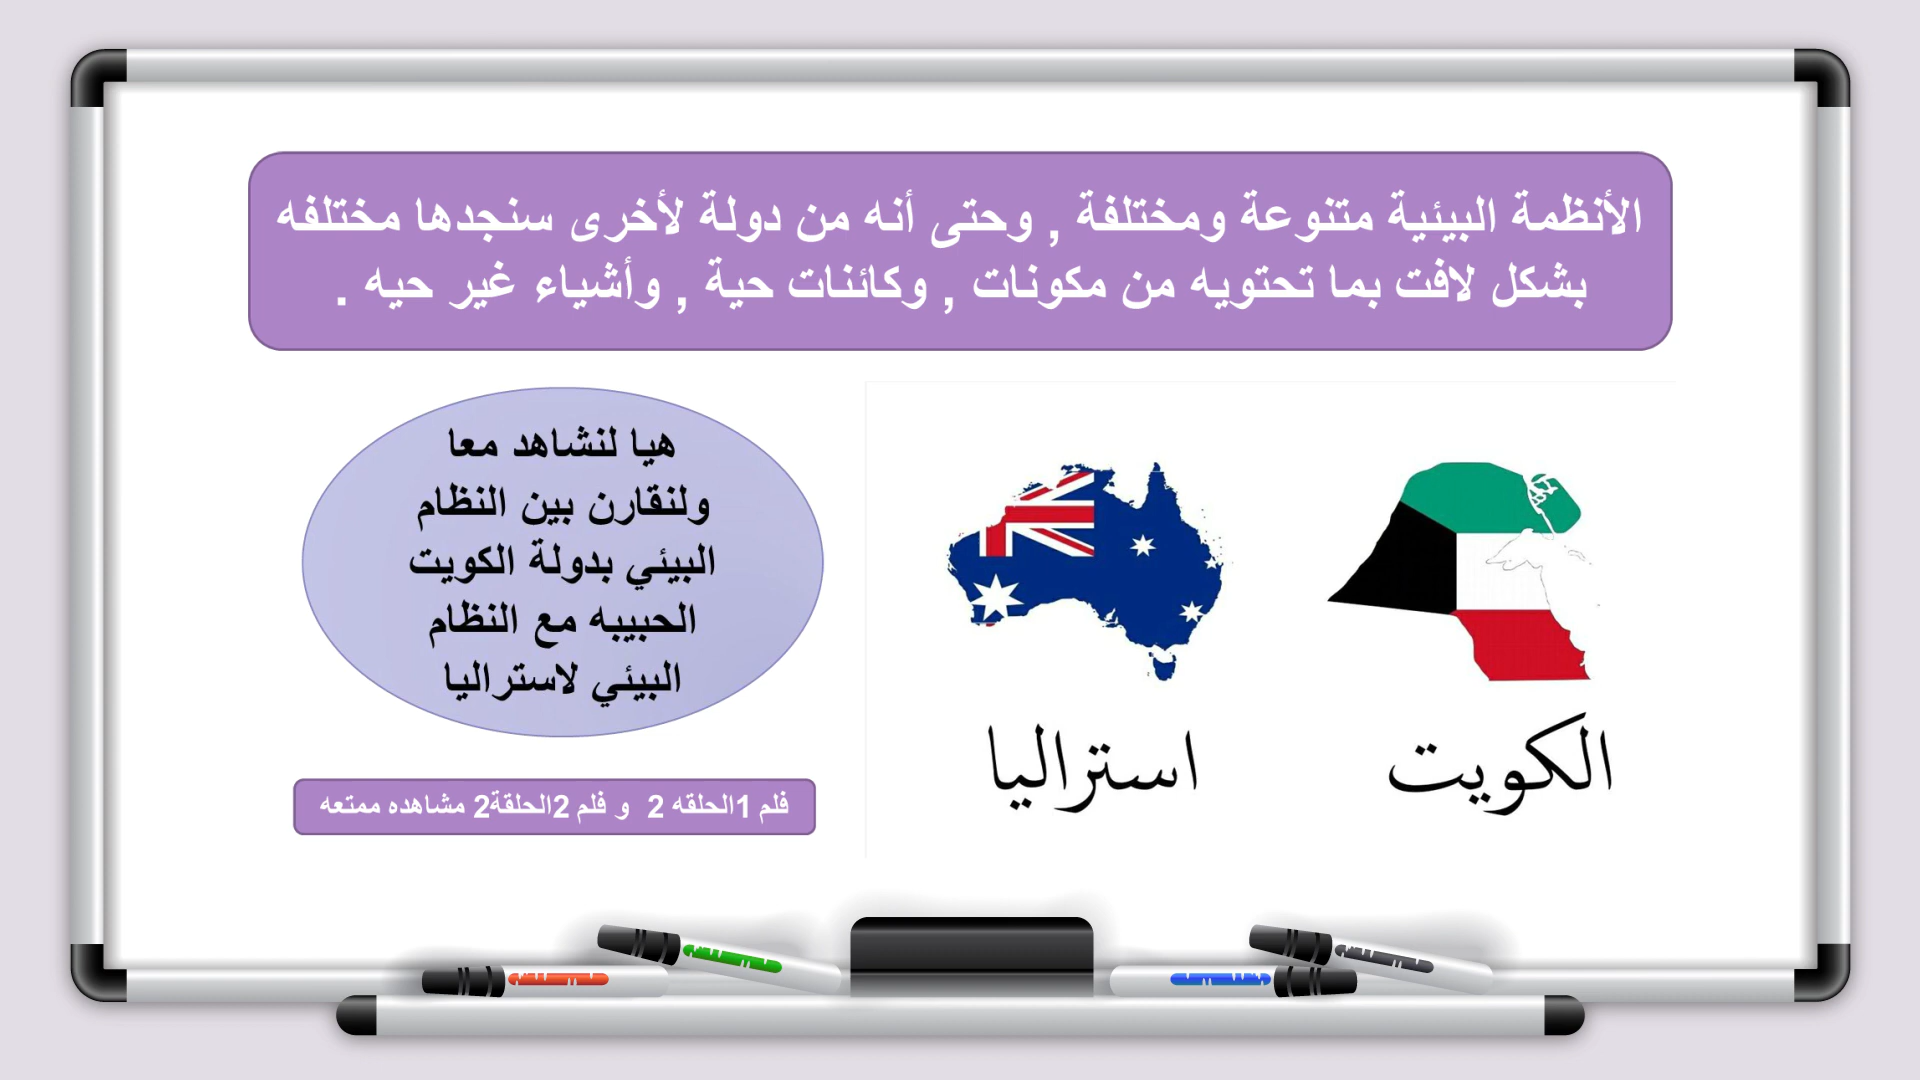 الأنظمة البيئية متنوعة ومختلفة , وحتى أنه من دولة لأخرى سنجدها مختلفه
بشكل لافت بما تحتويه من مكونات , وكائنات حية , وأشياء غير حيه .
هيا لنشاهد معا
ولنقارن بين النظام
البيئي بدولة الكويت
الحبيبه مع النظام
البيئي لاستراليا
الكويت
استراليا
فلم 1الحلقه 2 و فلم 2الحلقة2 مشاهده ممتعه